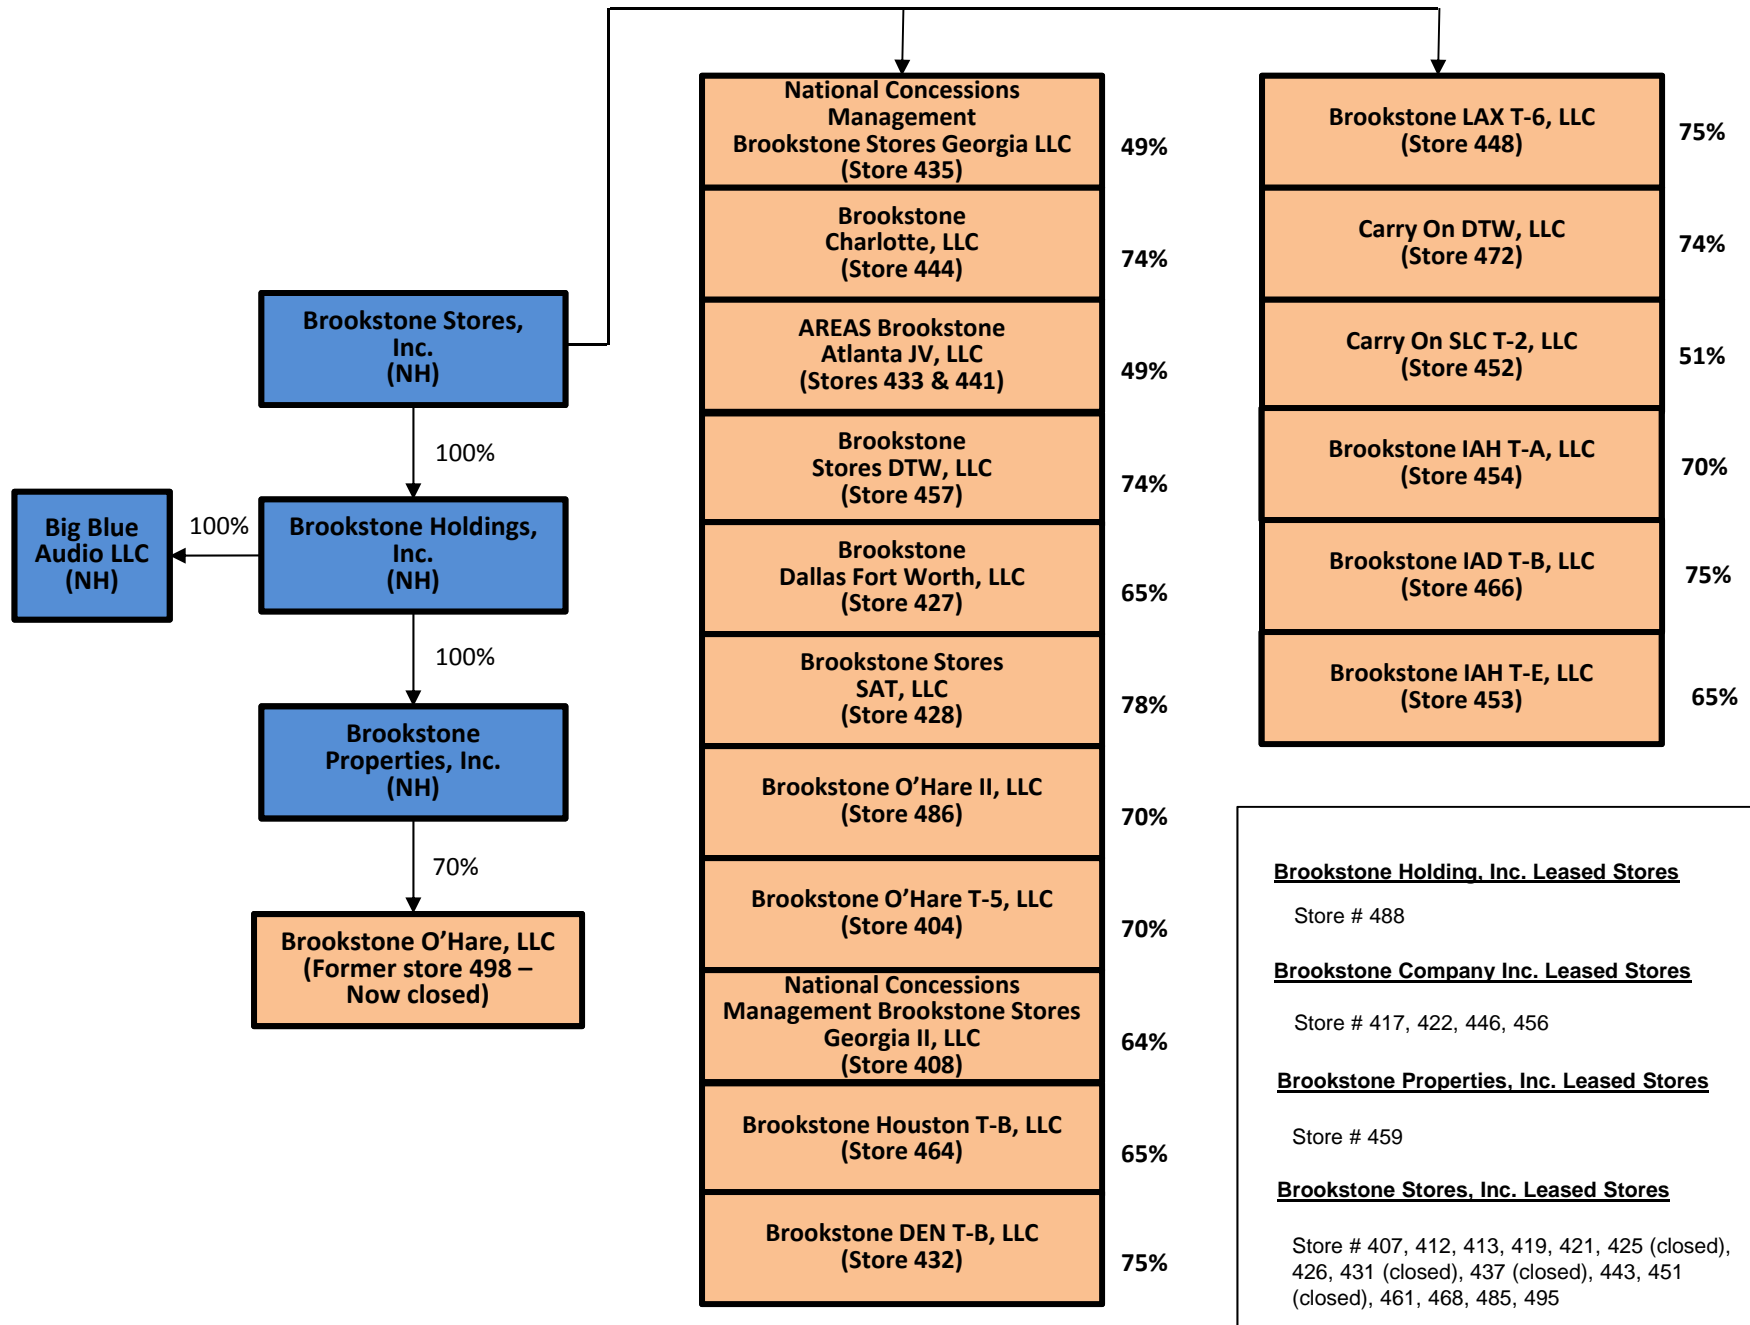 Brookstone Stores,
Inc.
(NH)
100%
Big Blue
Audio LLC
(NH)
100%
Brookstone Holdings,
Inc.
(NH)
100%
Brookstone
Properties, Inc.
(NH)
70%
Brookstone O’Hare, LLC
(Former store 498 –
Now closed)
National Concessions
Management
Brookstone Stores Georgia LLC
(Store 435)
49%
Brookstone
Charlotte, LLC
(Store 444)
74%
AREAS Brookstone
Atlanta JV, LLC
(Stores 433 & 441)
49%
Brookstone
Stores DTW, LLC
(Store 457)
74%
Brookstone
Dallas Fort Worth, LLC
(Store 427)
65%
Brookstone Stores
SAT, LLC
(Store 428)
78%
Brookstone O’Hare II, LLC
(Store 486)
70%
Brookstone O’Hare T-5, LLC
(Store 404)
70%
National Concessions
Management Brookstone Stores
Georgia II, LLC
(Store 408)
64%
Brookstone Houston T-B, LLC
(Store 464)
65%
Brookstone DEN T-B, LLC
(Store 432)
75%
Brookstone LAX T-6, LLC
(Store 448)
75%
Carry On DTW, LLC
(Store 472)
74%
Carry On SLC T-2, LLC
(Store 452)
51%
Brookstone IAH T-A, LLC
(Store 454)
70%
Brookstone IAD T-B, LLC
(Store 466)
75%
Brookstone IAH T-E, LLC
(Store 453)
65%
Brookstone Holding, Inc. Leased Stores
Store # 488
Brookstone Company Inc. Leased Stores
Store # 417, 422, 446, 456
Brookstone Properties, Inc. Leased Stores
Store # 459
Brookstone Stores, Inc. Leased Stores
Store # 407, 412, 413, 419, 421, 425 (closed),
426, 431 (closed), 437 (closed), 443, 451
(closed), 461, 468, 485, 495